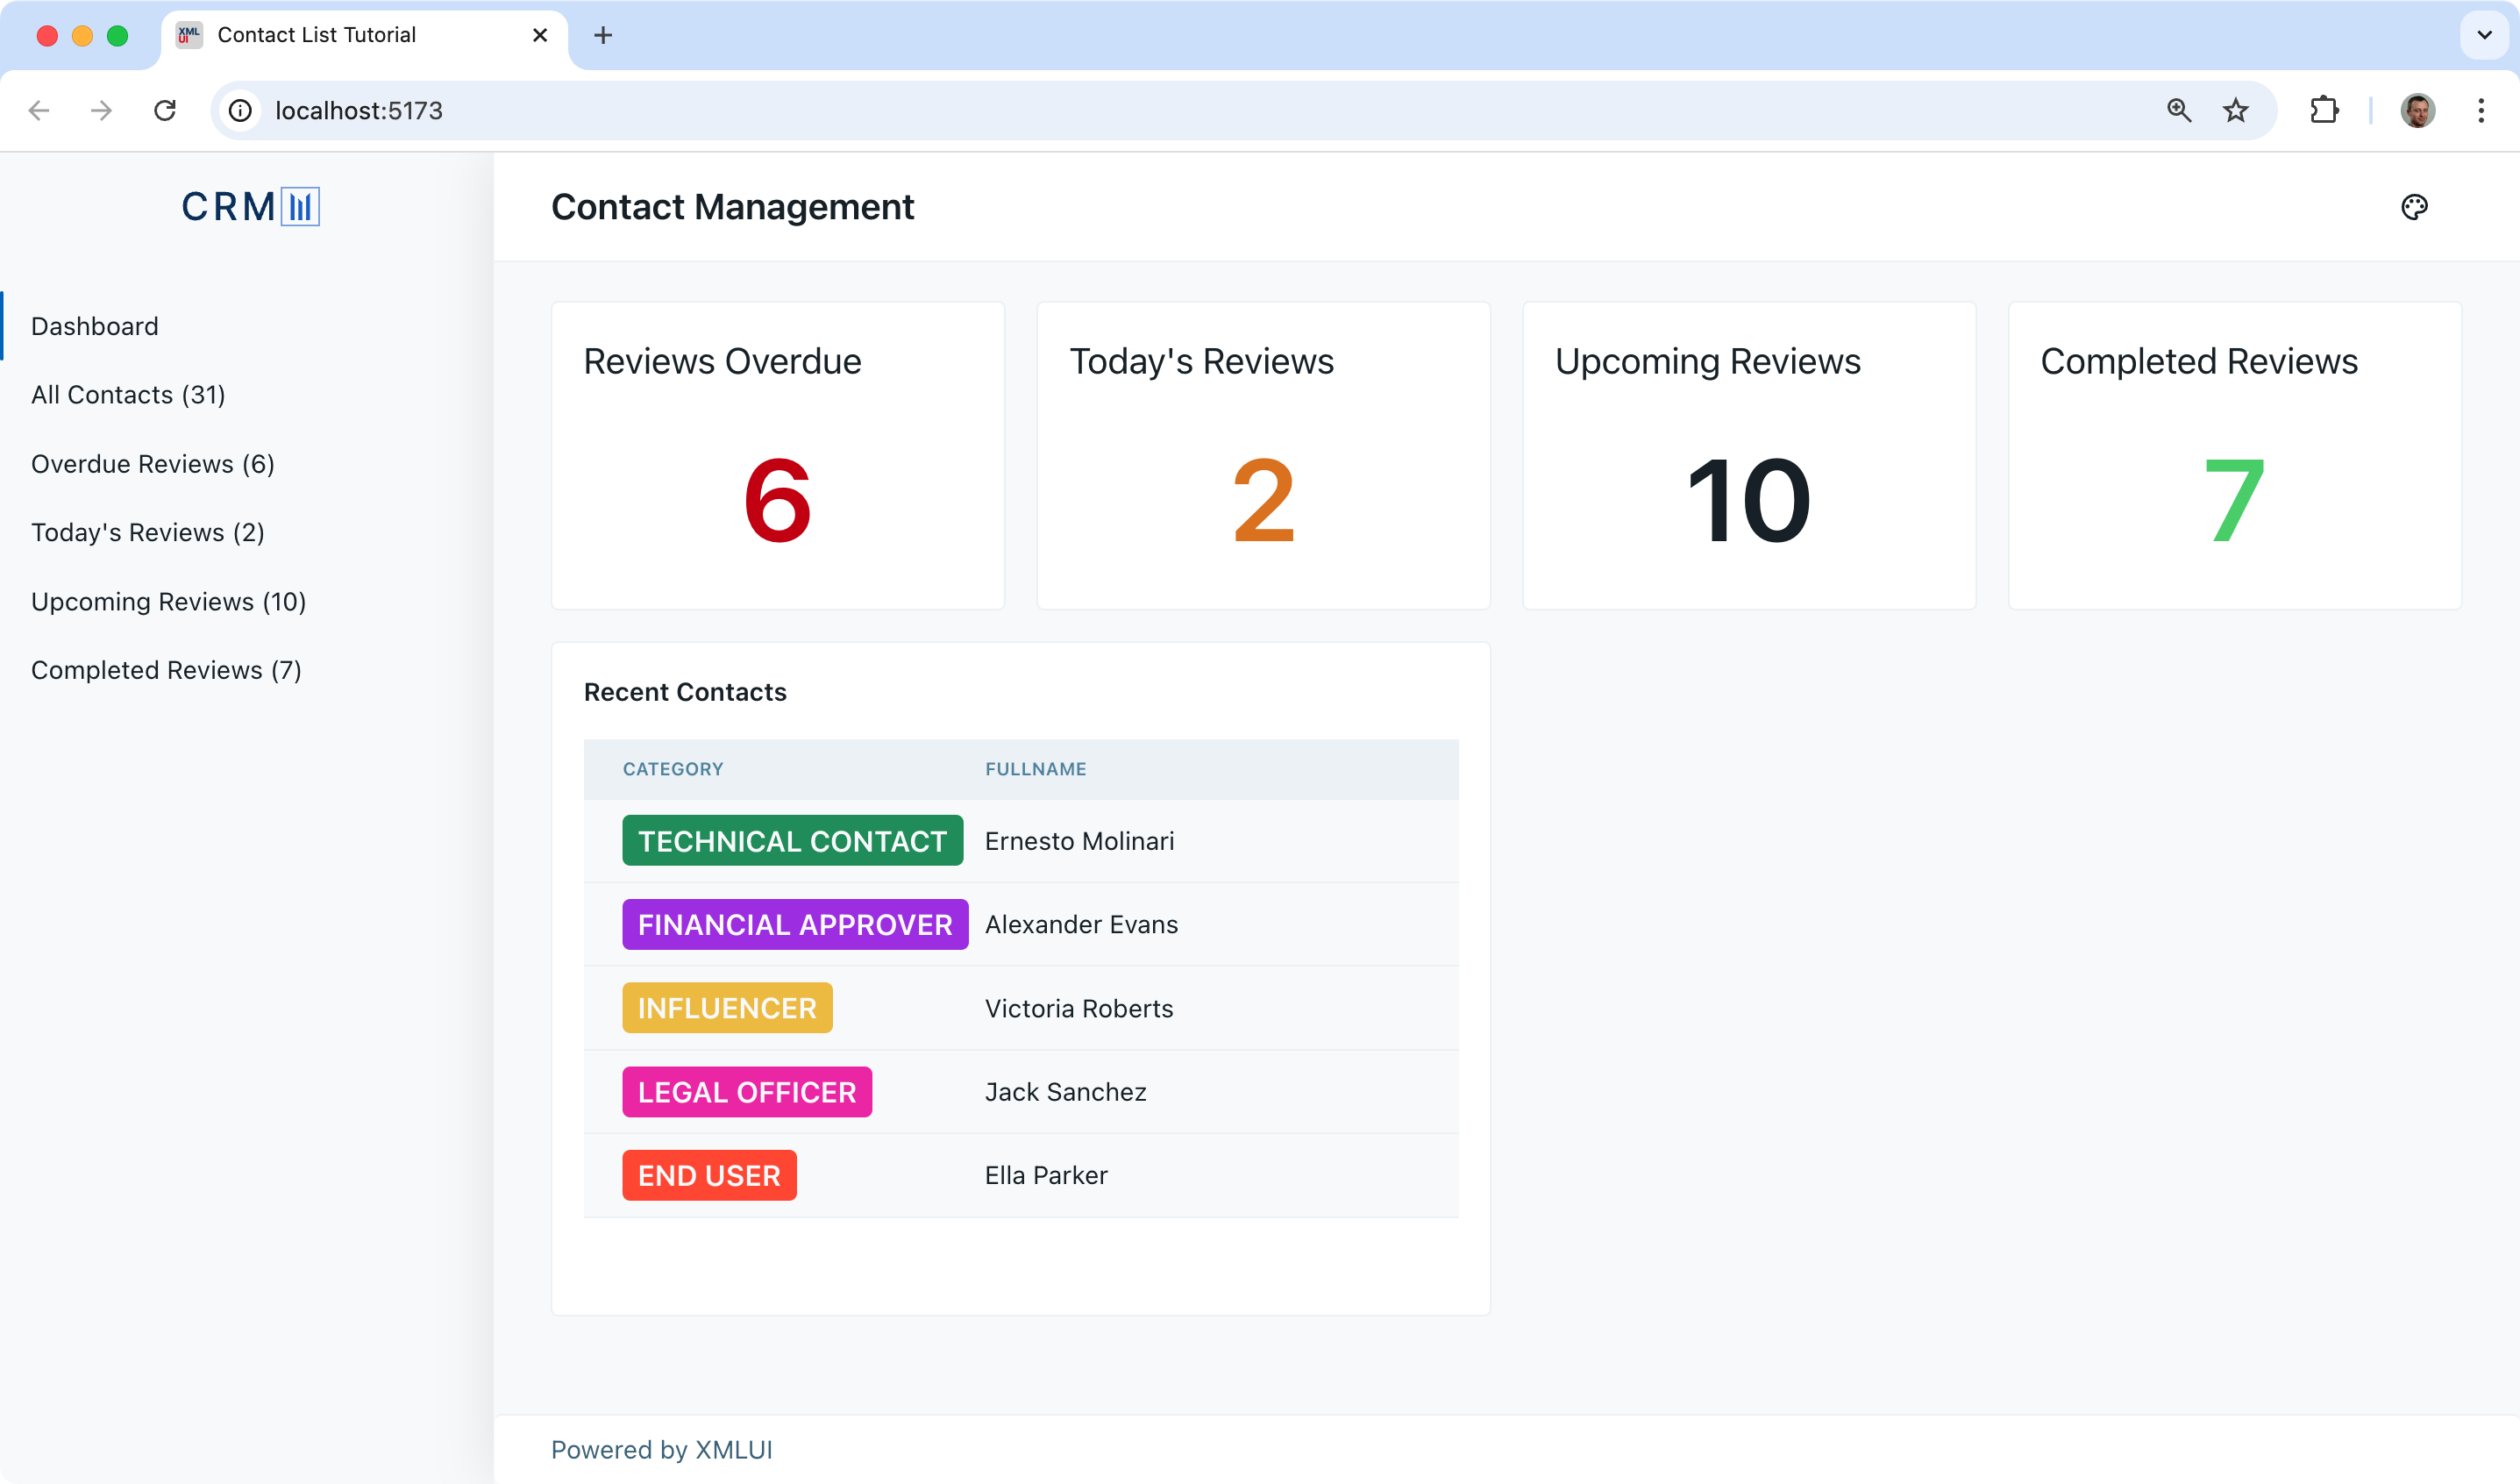 XML
UI
Contact List Tutorial
localhost:5173
CRM
Contact Management
Dashboard
All Contacts (31)
Overdue Reviews (6)
Today's Reviews (2)
Upcoming Reviews (10)
Completed Reviews (7)
Reviews Overdue
6
Today's Reviews
2
Upcoming Reviews
10
Completed Reviews
7
Recent Contacts
CATEGORY FULLNAME
TECHNICAL CONTACT Ernesto Molinari
FINANCIAL APPROVER Alexander Evans
INFLUENCER Victoria Roberts
LEGAL OFFICER Jack Sanchez
END USER Ella Parker
Powered by XMLUI